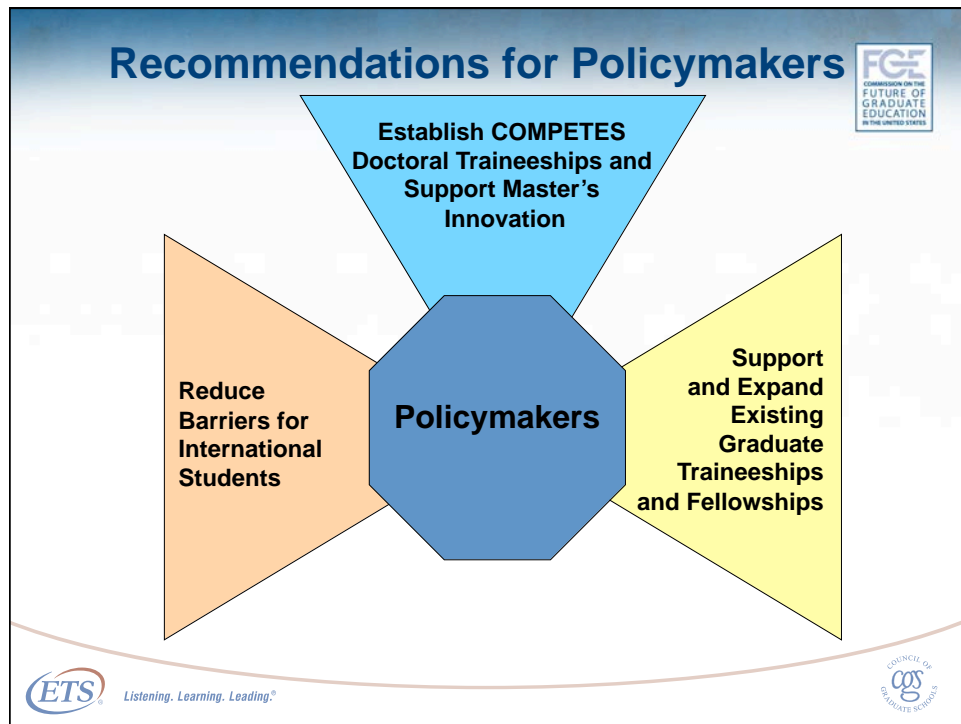 Recommendations for Policymakers
FGE
COMMISSION ON THE
FUTURE OF
GRADUATE
EDUCATION
IN THE UNITED STATES
Establish COMPETES
Doctoral Traineeships and
Support Master's
Innovation
Reduce
Barriers for
International
Students
Policymakers
Support
and Expand
Existing
Graduate
Traineeships
and Fellowships
ETS® Listening. Learning. Leading.®
COUNCIL OF
cgs
GRADUATE SCHOOLS